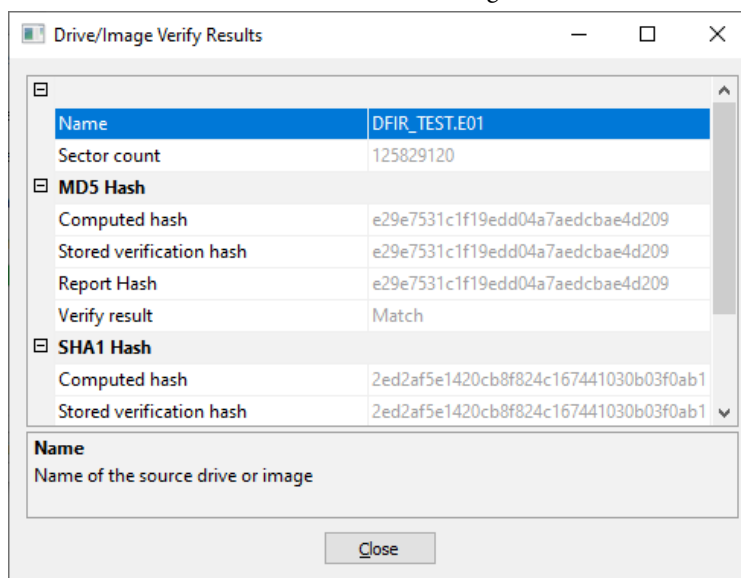 Drive/Image Verify Results
Name DFIR_TEST.E01
Sector count 125829120
MD5 Hash
Computed hash e29e7531c1f19edd04a7aedcbae4d209
Stored verification hash e29e7531c1f19edd04a7aedcbae4d209
Report Hash e29e7531c1f19edd04a7aedcbae4d209
Verify result Match
SHA1 Hash
Computed hash 2ed2af5e1420cb8f824c167441030b03f0ab1
Stored verification hash 2ed2af5e1420cb8f824c167441030b03f0ab1
Name
Name of the source drive or image
Close